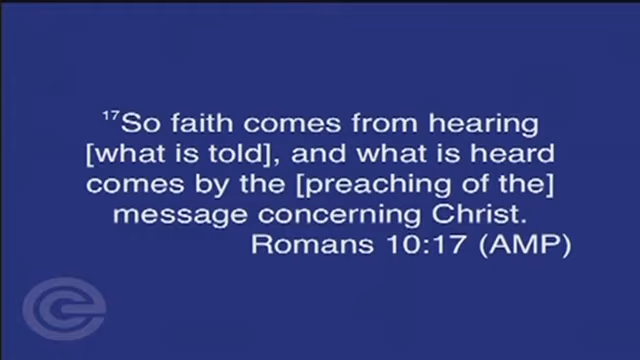 ¹⁷So faith comes from hearing
[what is told], and what is heard
comes by the [preaching of the]
message concerning Christ.
Romans 10:17 (AMP)